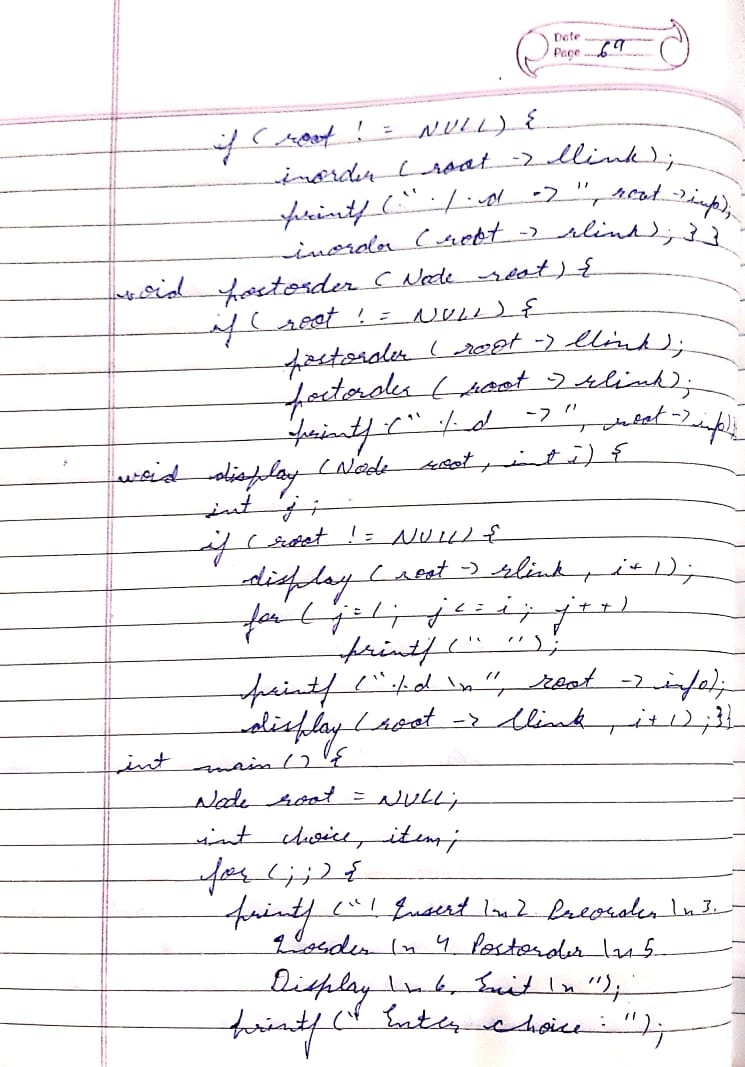 Date
Page 69
if (root != NULL) {
inorder (root -> llink);
printf (" %d -> ", root -> info);
inorder (root -> rlink); } }
void postorder (Node root) {
if (root != NULL) {
postorder (root -> llink);
postorder (root -> rlink);
printf (" %d -> ", root -> info);
void display (Node root, int i) {
int j;
if (root != NULL) {
display (root -> rlink, i+1);
for (j=1; j<=i; j++)
printf (" ");
printf ("%d \n", root -> info);
display (root -> llink, i+1); }}
int main () {
Node root = NULL;
int choice, item;
for (;;) {
printf ("1 Insert \n 2. Preorder \n 3.
Inorder \n 4. Postorder \n 5
Display \n 6. Exit \n ");
printf (" Enter choice : ");